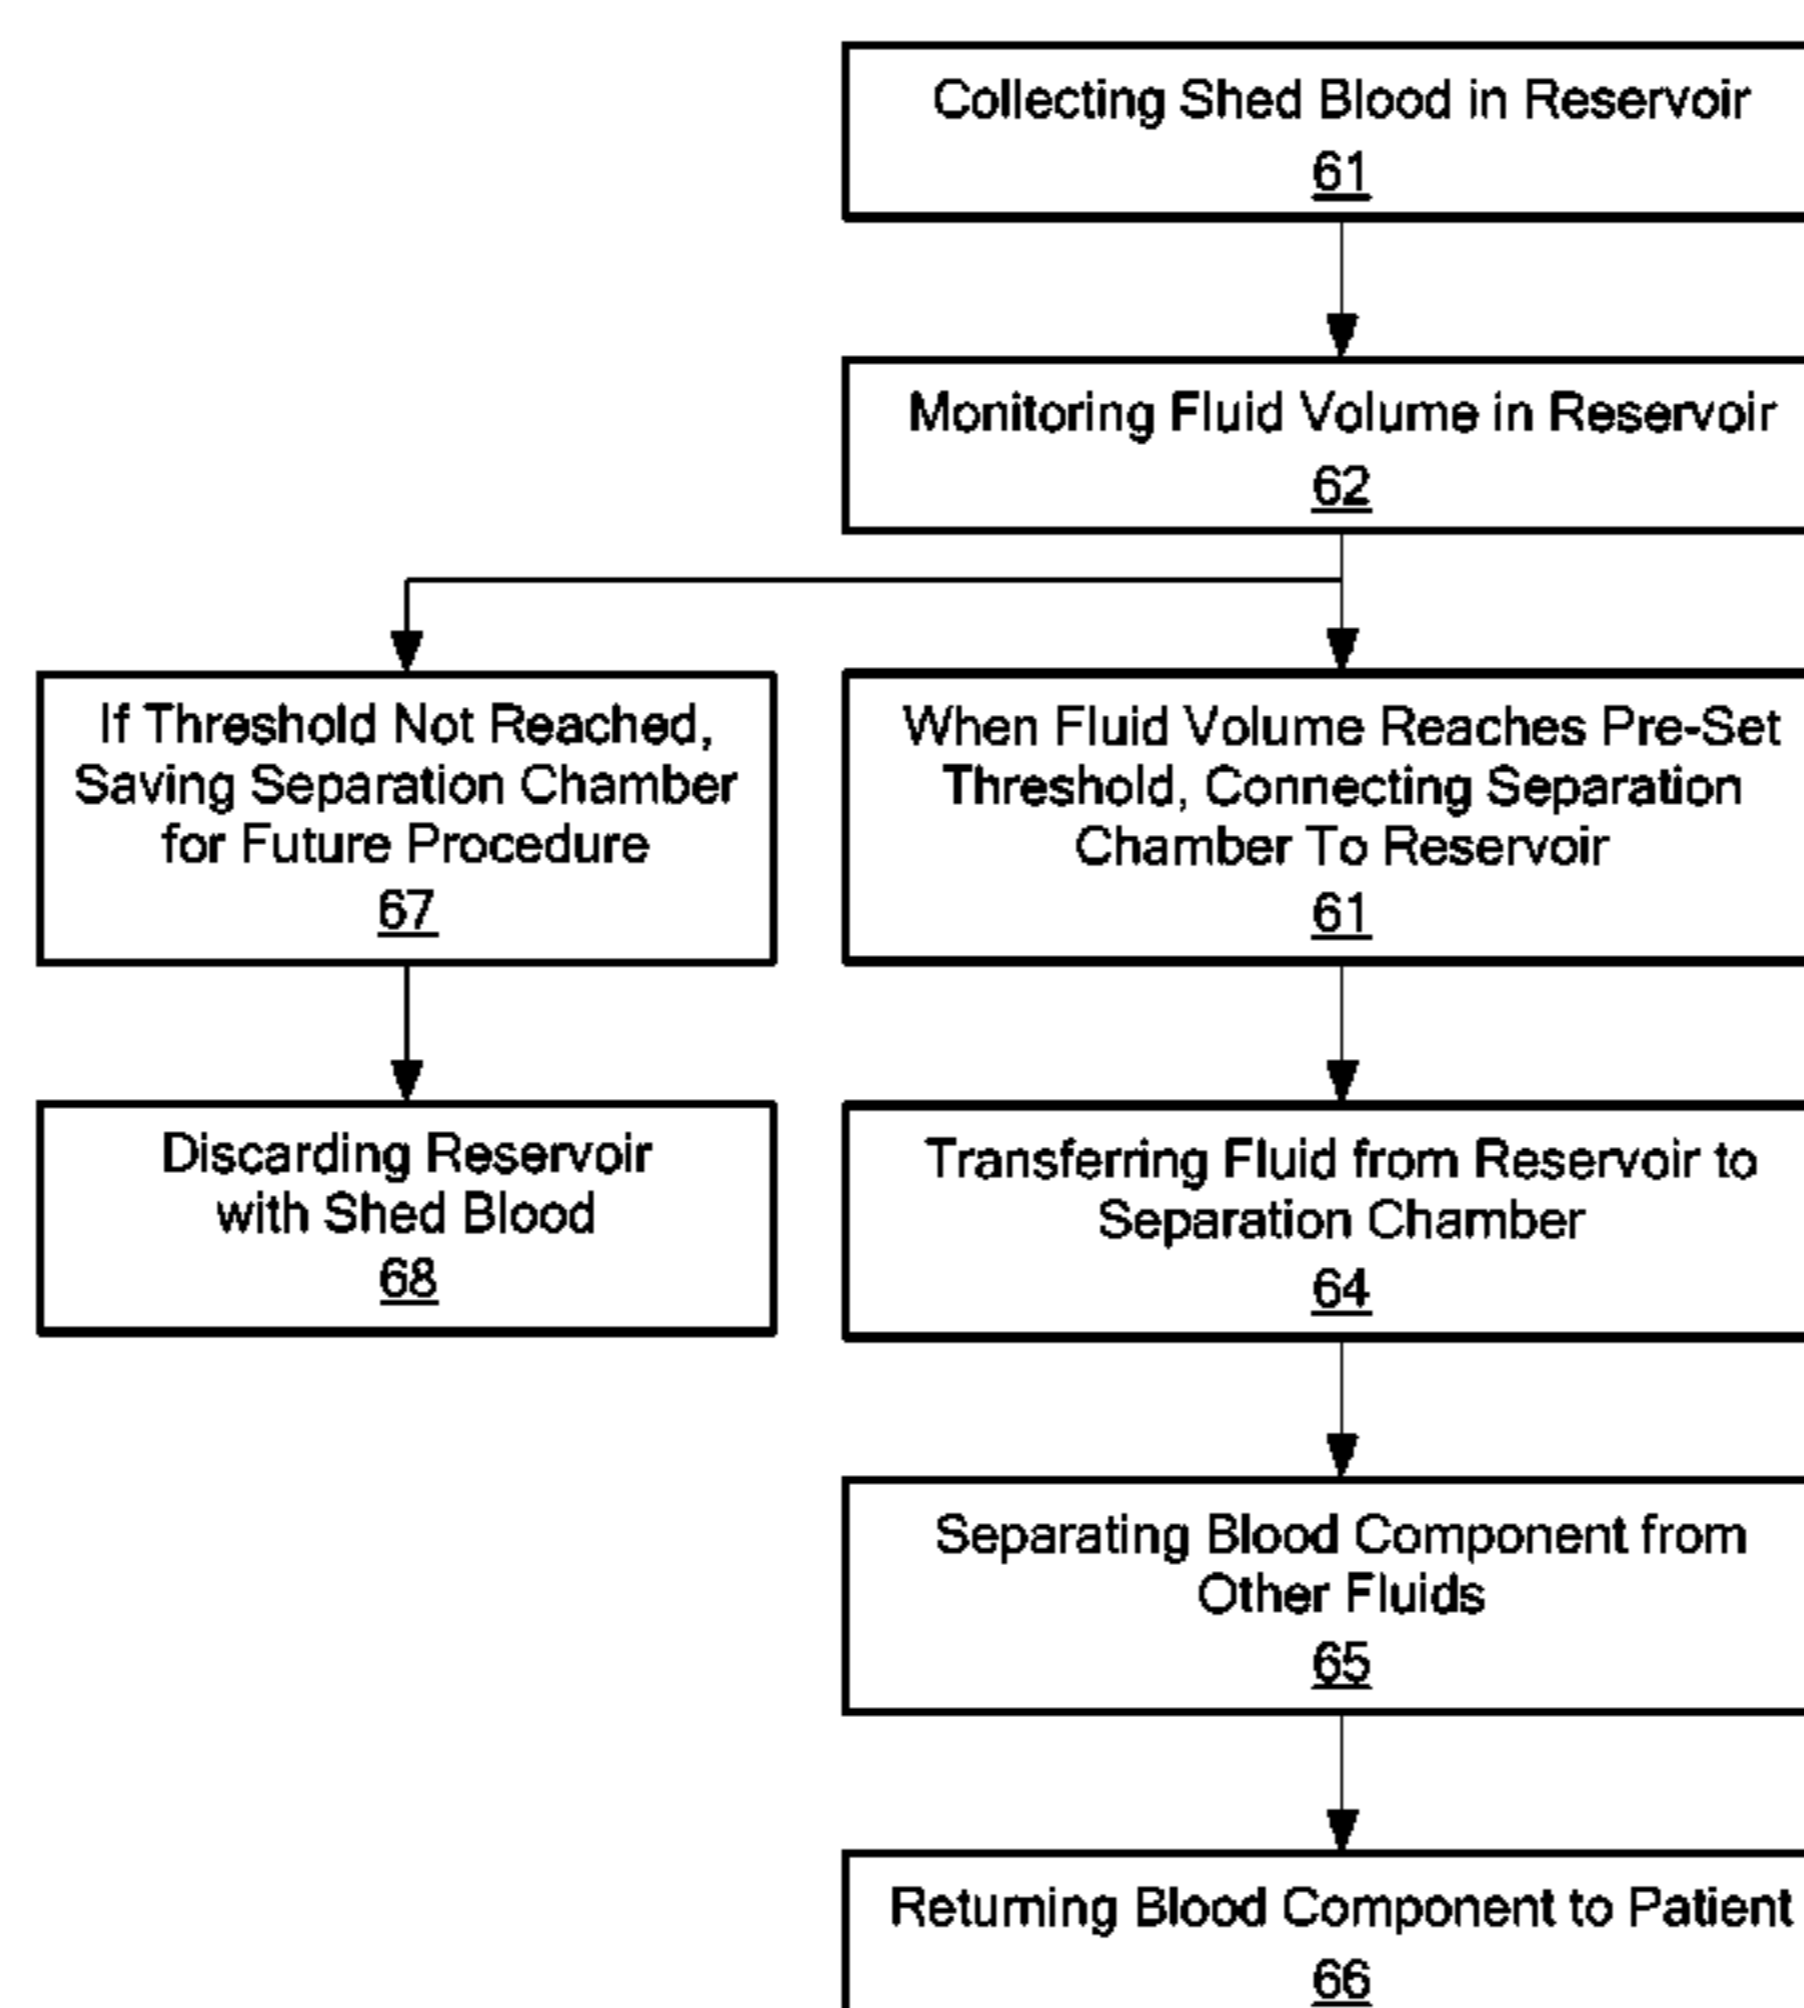 Collecting Shed Blood in Reservoir
61
Monitoring Fluid Volume in Reservoir
62
If Threshold Not Reached,
Saving Separation Chamber
for Future Procedure
67
When Fluid Volume Reaches Pre-Set
Threshold, Connecting Separation
Chamber To Reservoir
61
Discarding Reservoir
with Shed Blood
68
Transferring Fluid from Reservoir to
Separation Chamber
64
Separating Blood Component from
Other Fluids
65
Returning Blood Component to Patient
66